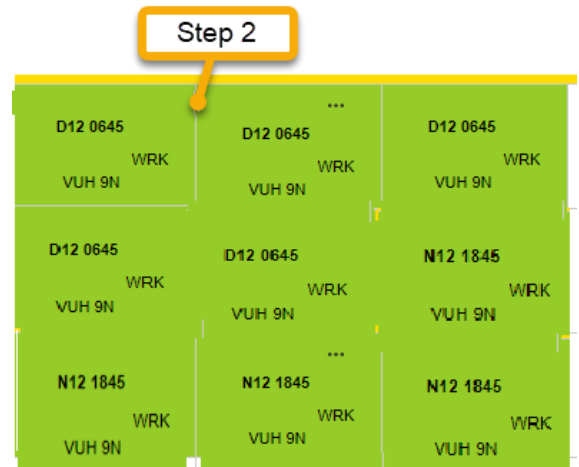 Step 2
...
D12 0645 D12 0645 D12 0645
WRK WRK WRK
VUH 9N VUH 9N VUH 9N
D12 0645 D12 0645 N12 1845
WRK WRK WRK
VUH 9N VUH 9N VUH 9N
...
N12 1845 N12 1845 N12 1845
WRK WRK WRK
VUH 9N VUH 9N VUH 9N